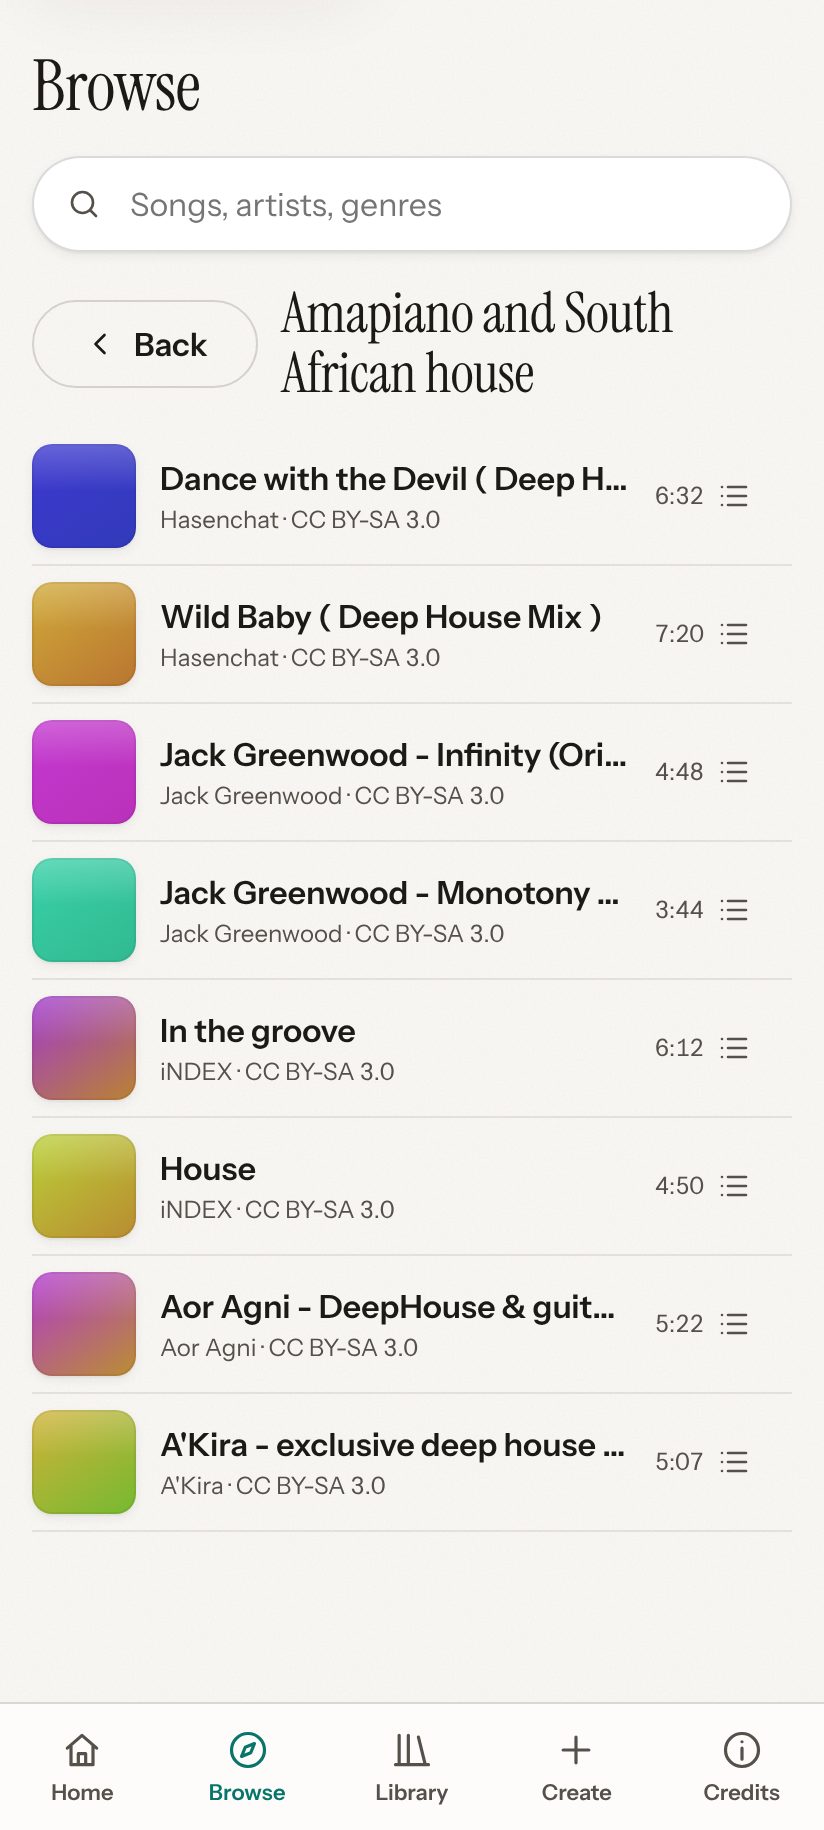 Browse
Songs, artists, genres
Back
Amapiano and South
African house
Dance with the Devil ( Deep H...
Hasenchat · CC BY-SA 3.0
6:32
Wild Baby ( Deep House Mix )
Hasenchat · CC BY-SA 3.0
7:20
Jack Greenwood - Infinity (Ori...
Jack Greenwood · CC BY-SA 3.0
4:48
Jack Greenwood - Monotony ...
Jack Greenwood · CC BY-SA 3.0
3:44
In the groove
iNDEX · CC BY-SA 3.0
6:12
House
iNDEX · CC BY-SA 3.0
4:50
Aor Agni - DeepHouse & guit...
Aor Agni · CC BY-SA 3.0
5:22
A'Kira - exclusive deep house ...
A'Kira · CC BY-SA 3.0
5:07
Home
Browse
Library
Create
Credits